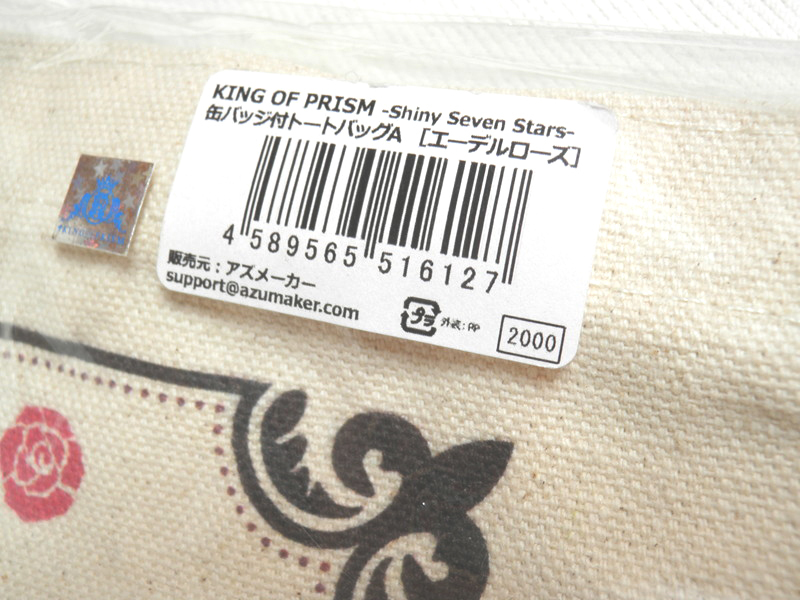 KING OF PRISM -Shiny Seven Stars-
缶バッジ付トートバッグA ［エーデルローズ］
4 589565 516127
販売元：アズメーカー
support@azumaker.com
プラ 外装：PP
2000